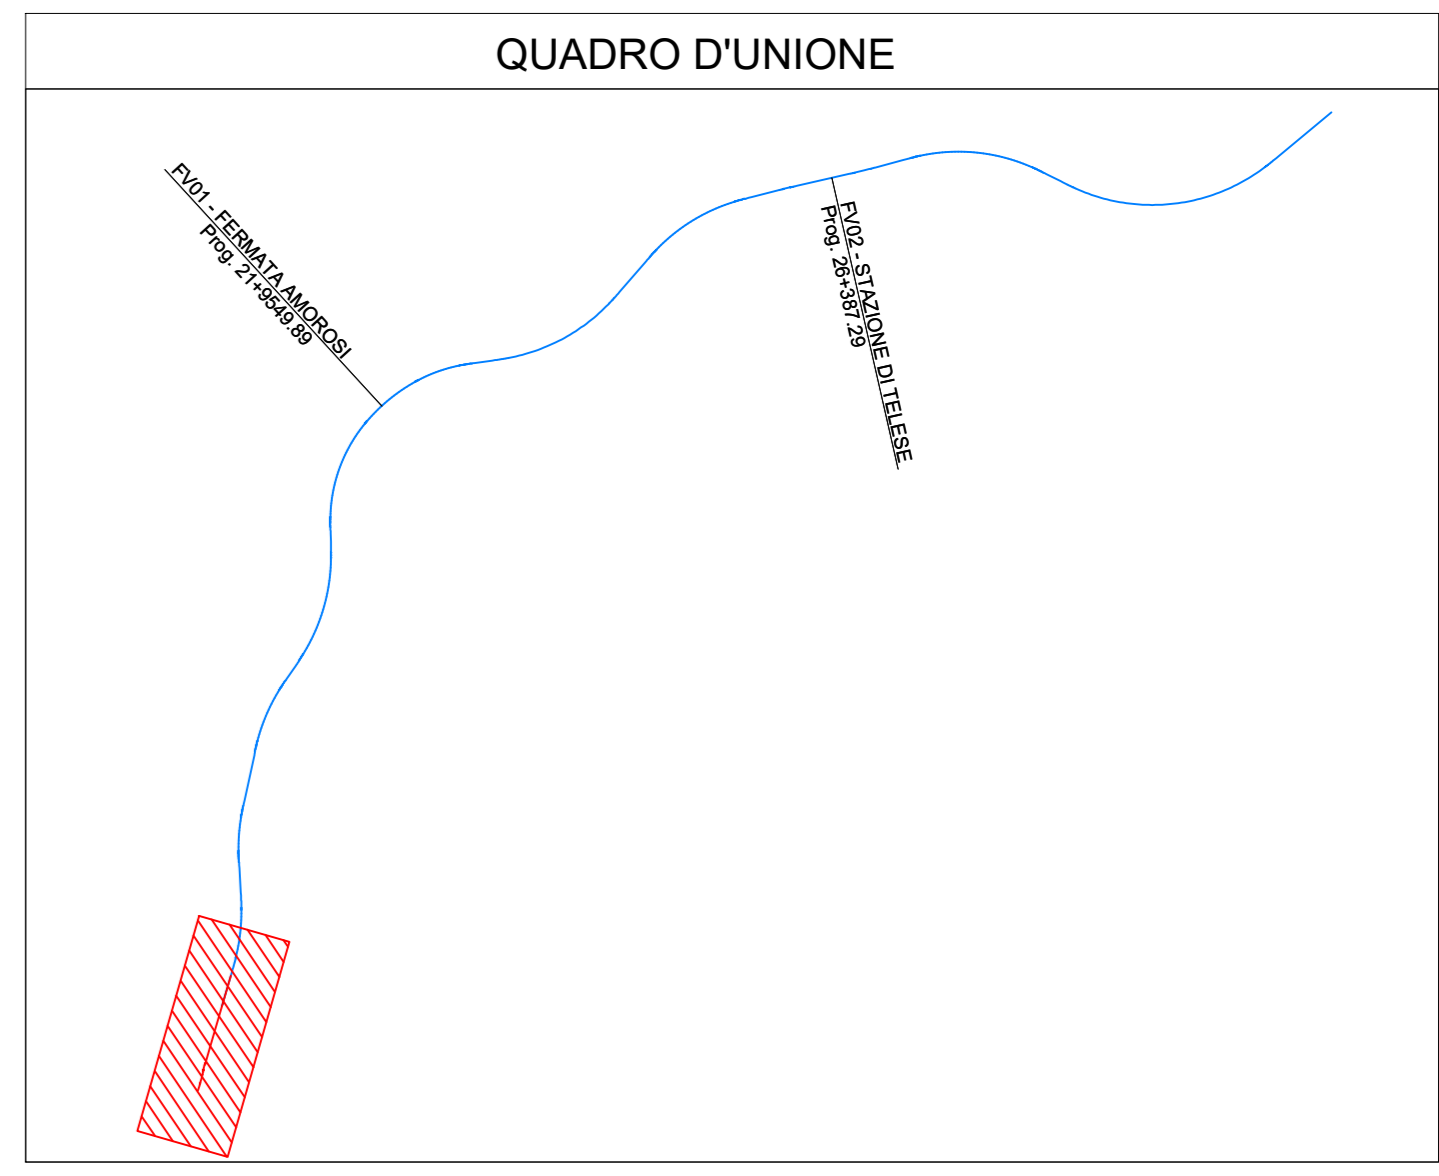 QUADRO D'UNIONE
FV01 - FERMATA AMOROSI
Prog. 21+9549.89
FV02 - STAZIONE DI TELESE
Prog. 26+387.29